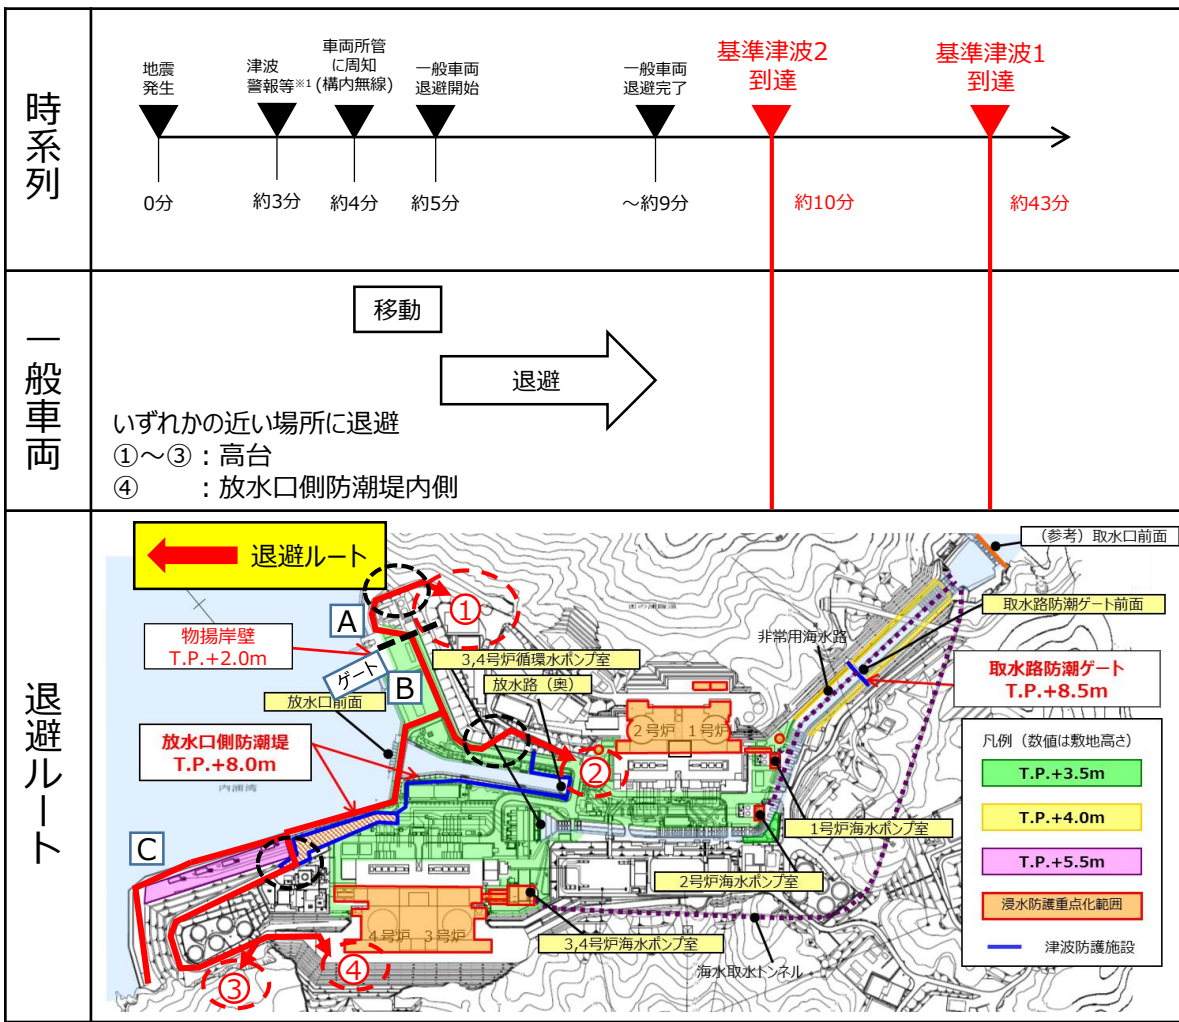 時系列
地震
発生
津波
警報等※1
車両所管
に周知
(構内無線)
一般車両
退避開始
一般車両
退避完了
基準津波2
到達
基準津波1
到達
0分
約3分
約4分
約5分
～約9分
約10分
約43分
一般車両
移動
退避
いずれかの近い場所に退避
①～③：高台
④　　：放水口側防潮堤内側
退避ルート
退避ルート
(参考) 取水口前面
A
①
物揚岸壁
T.P.+2.0m
ゲート
B
放水口前面
3,4号炉循環水ポンプ室
放水路（奥）
非常用海水路
取水路防潮ゲート前面
取水路防潮ゲート
T.P.+8.5m
放水口側防潮堤
T.P.+8.0m
内浦湾
2号炉
1号炉
②
凡例（数値は敷地高さ）
T.P.+3.5m
T.P.+4.0m
T.P.+5.5m
浸水防護重点化範囲
津波防護施設
C
1号炉海水ポンプ室
2号炉海水ポンプ室
3,4号炉海水ポンプ室
4号炉
3号炉
③
④
海水取水トンネル